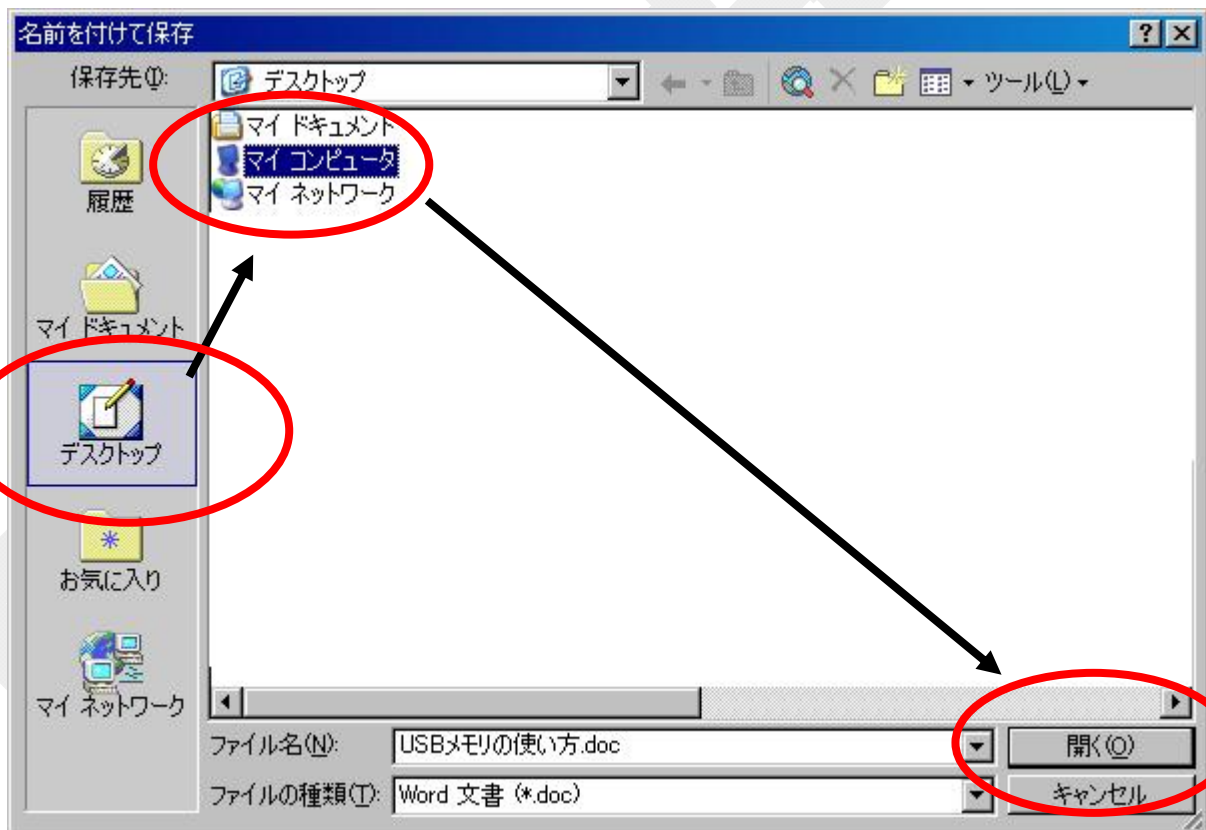 名前を付けて保存
保存先(I):
デスクトップ
ツール(L)
マイ ドキュメント
マイ コンピュータ
マイ ネットワーク
履歴
マイ ドキュメント
デスクトップ
お気に入り
マイ ネットワーク
ファイル名(N):
USBメモリの使い方.doc
開く(O)
ファイルの種類(T):
Word 文書 (*.doc)
キャンセル